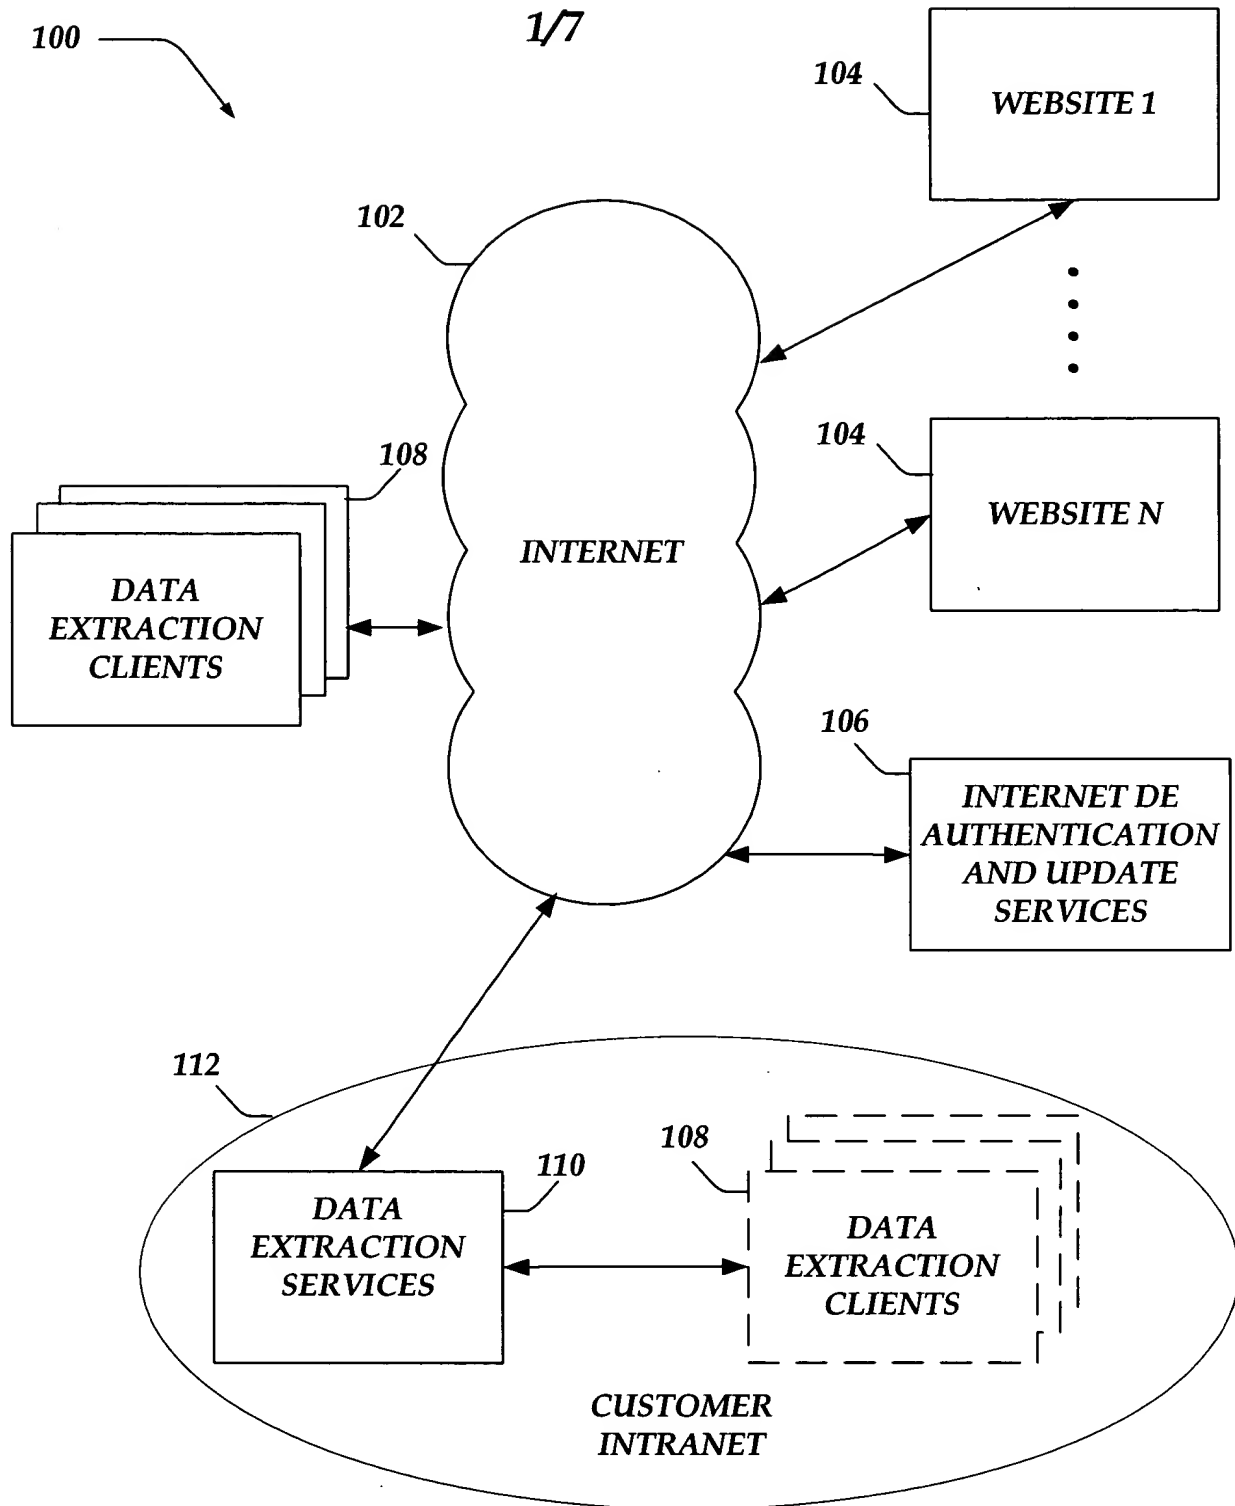 1/7
100
104
WEBSITE 1
102
104
WEBSITE N
108
INTERNET
DATA
EXTRACTION
CLIENTS
106
INTERNET DE
AUTHENTICATION
AND UPDATE
SERVICES
112
110
DATA
EXTRACTION
SERVICES
108
DATA
EXTRACTION
CLIENTS
CUSTOMER
INTRANET